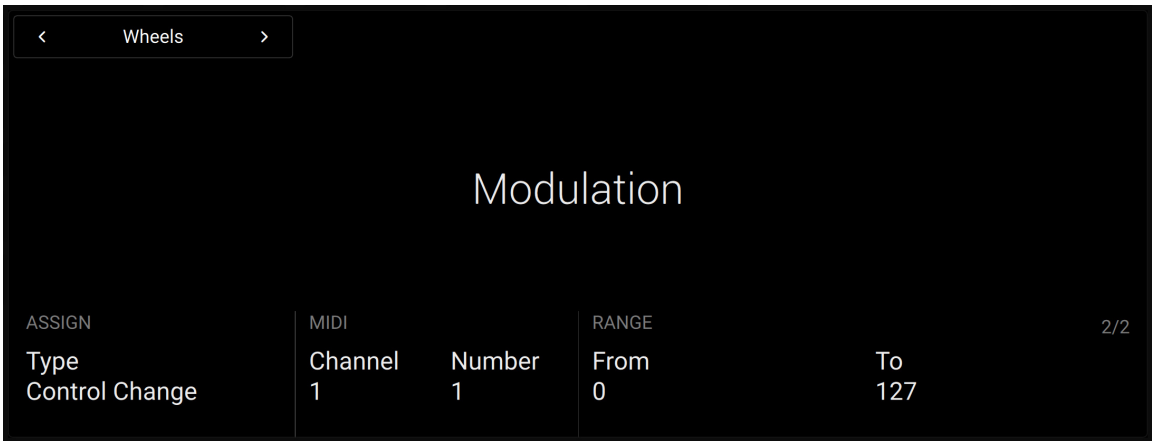 Wheels
Modulation
ASSIGN MIDI RANGE 2/2
Type Channel Number From To
Control Change 1 1 0 127